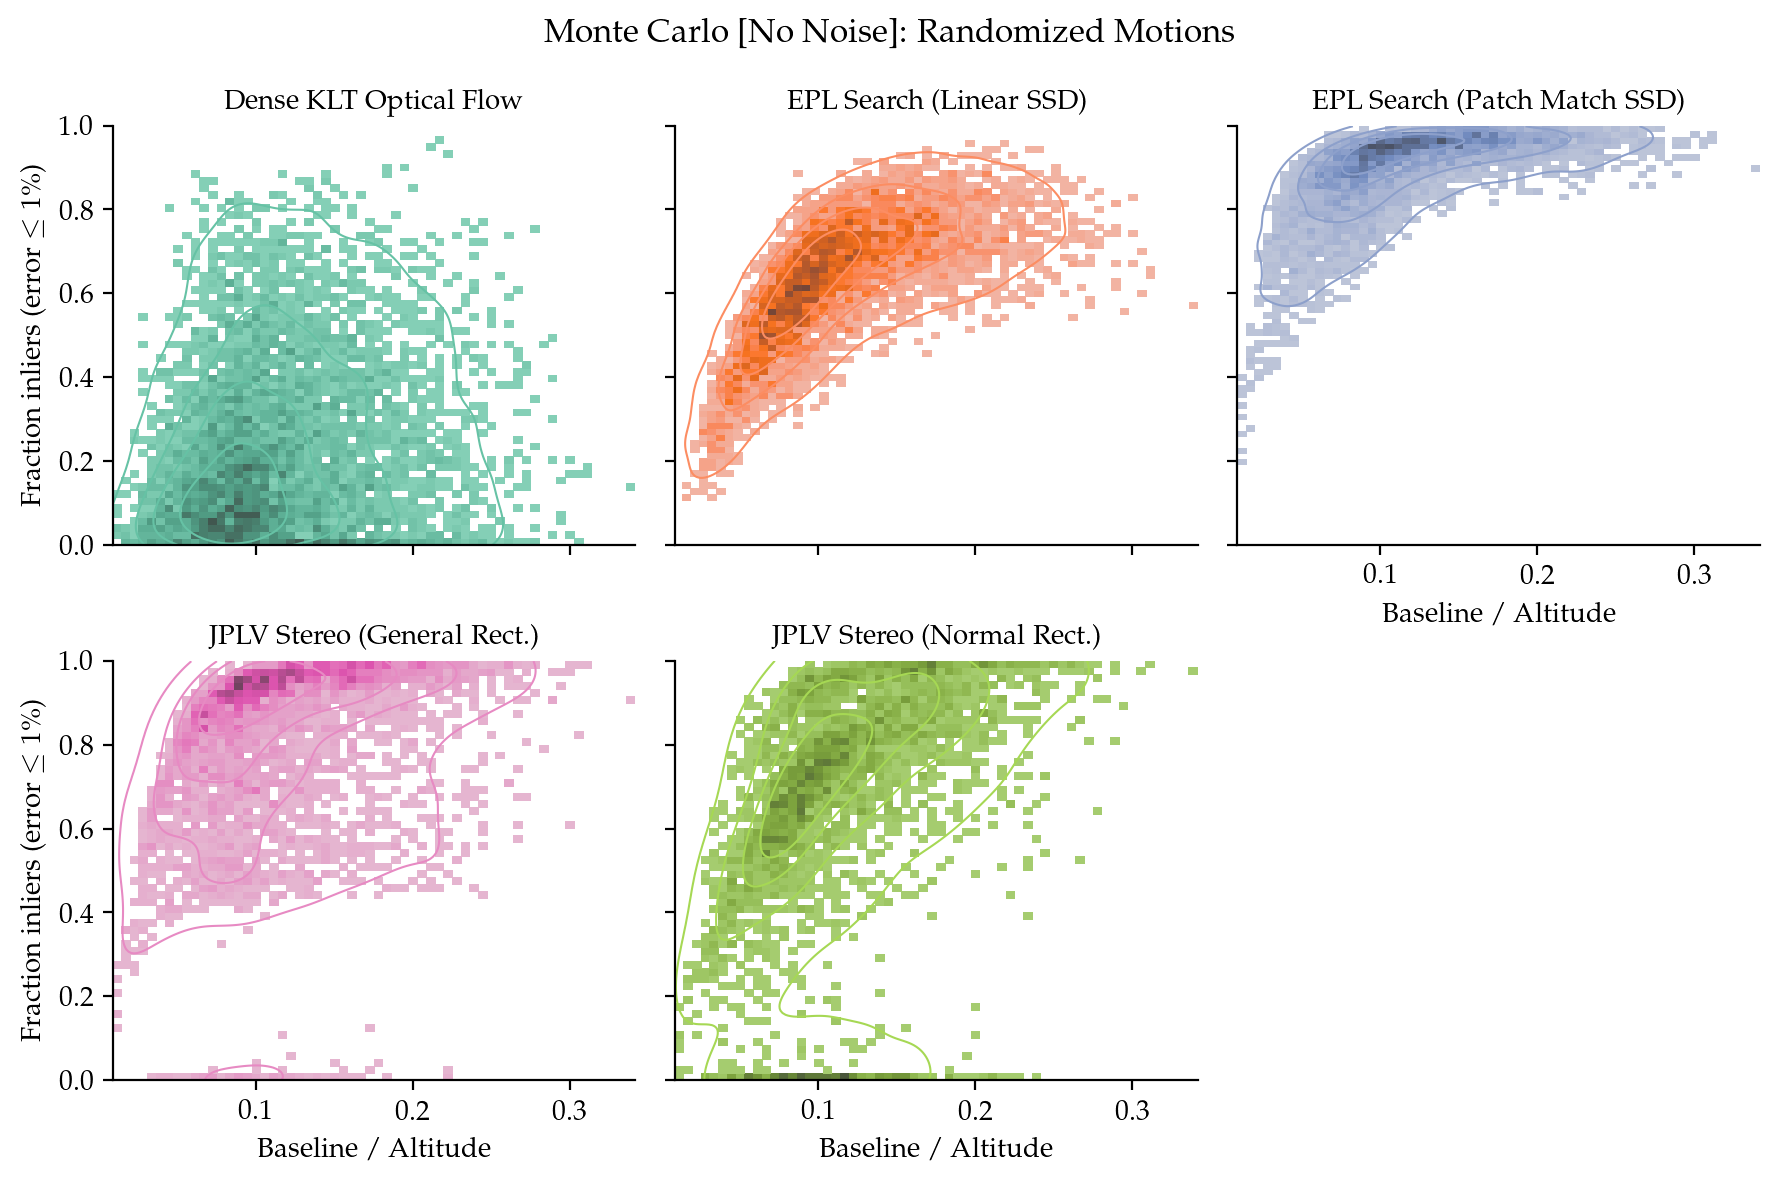 Monte Carlo [No Noise]: Randomized Motions
Dense KLT Optical Flow
EPL Search (Linear SSD)
EPL Search (Patch Match SSD)
Fraction inliers (error ≤ 1%)
1.0
0.8
0.6
0.4
0.2
0.0
0.1 0.2 0.3
Baseline / Altitude
JPLV Stereo (General Rect.)
JPLV Stereo (Normal Rect.)
Fraction inliers (error ≤ 1%)
1.0
0.8
0.6
0.4
0.2
0.0
0.1 0.2 0.3
0.1 0.2 0.3
Baseline / Altitude
Baseline / Altitude